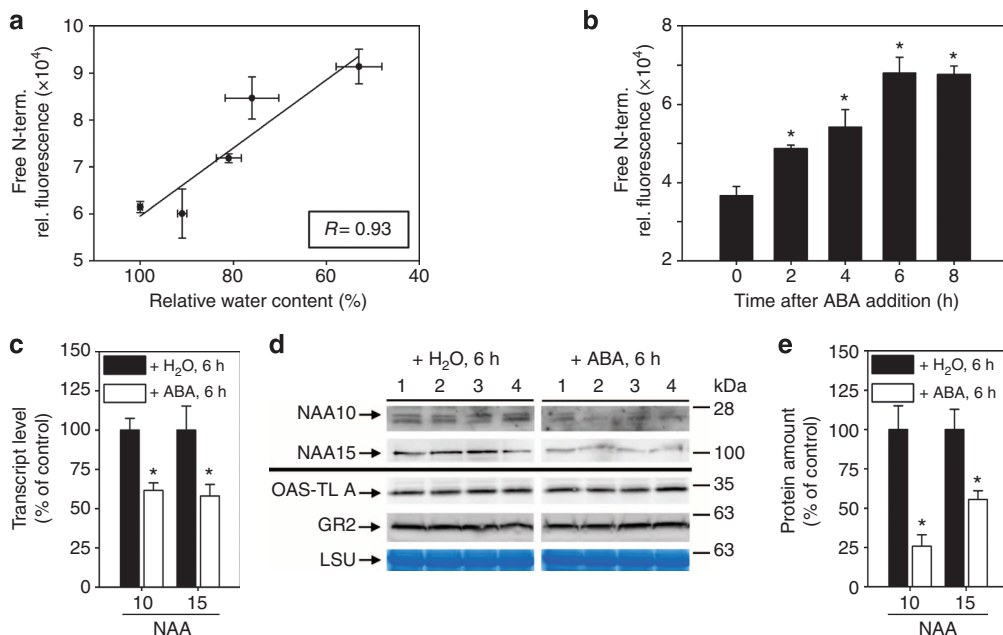 a
10
9
8
7
6
5
Free N-term.
rel. fluorescence (×10⁴)
R= 0.93
100 80 60 40
Relative water content (%)
b
8
6
4
2
Free N-term.
rel. fluorescence (×10⁴)
* * * *
0 2 4 6 8
Time after ABA addition (h)
c
150
125
100
75
50
25
0
Transcript level
(% of control)
+ H₂O, 6 h
+ ABA, 6 h
* *
10 15
NAA
d
+ H₂O, 6 h + ABA, 6 h
1 2 3 4 1 2 3 4 kDa
NAA10 28
NAA15 100
OAS-TL A 35
GR2 63
LSU 63
e
150
125
100
75
50
25
0
Protein amount
(% of control)
+ H₂O, 6 h
+ ABA, 6 h
* *
10 15
NAA